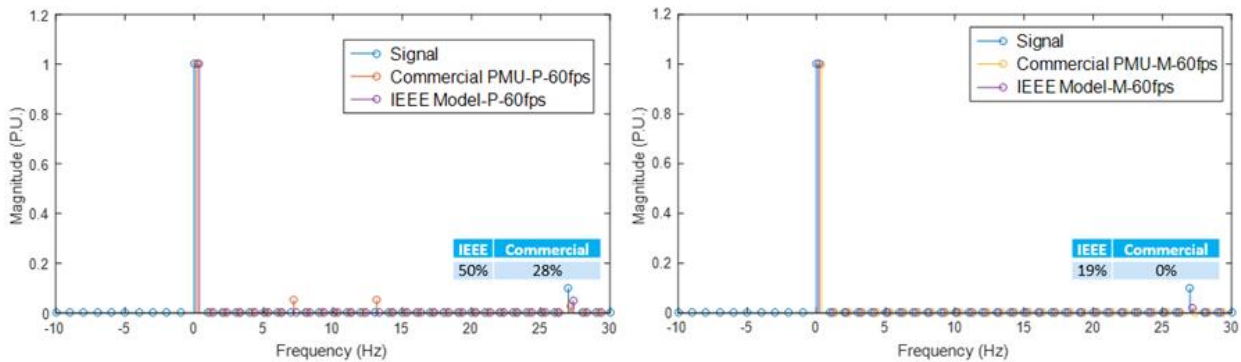 1.2
1
0.8
0.6
0.4
0.2
0
Magnitude (P.U.)
Signal
Commercial PMU-P-60fps
IEEE Model-P-60fps
IEEE Commercial
50% 28%
-10 -5 0 5 10 15 20 25 30
Frequency (Hz)
1.2
1
0.8
0.6
0.4
0.2
0
Magnitude (P.U.)
Signal
Commercial PMU-M-60fps
IEEE Model-M-60fps
IEEE Commercial
19% 0%
-10 -5 0 5 10 15 20 25 30
Frequency (Hz)